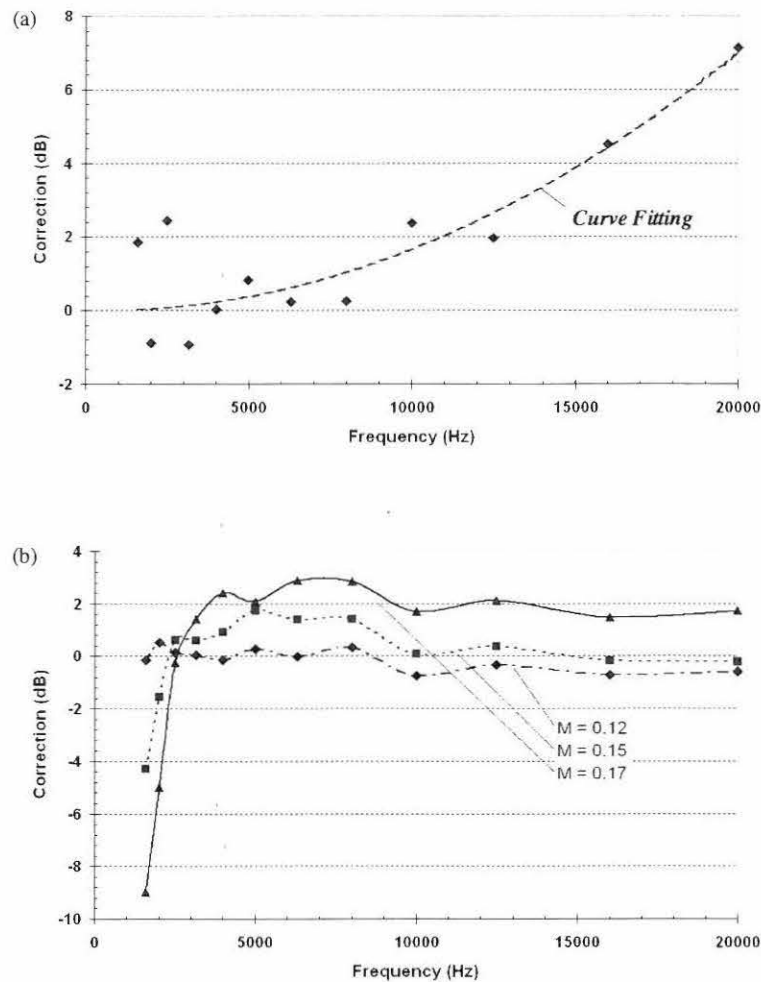 (a)
8
6
4
2
0
-2
Correction (dB)
Curve Fitting
0 5000 10000 15000 20000
Frequency (Hz)
(b)
4
2
0
-2
-4
-6
-8
-10
Correction (dB)
M = 0.12
M = 0.15
M = 0.17
0 5000 10000 15000 20000
Frequency (Hz)